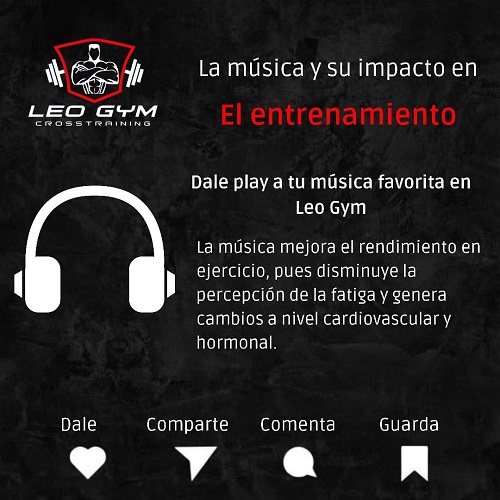 LEO GYM
CROSSTRAINING
La música y su impacto en
El entrenamiento
Dale play a tu música favorita en
Leo Gym
La música mejora el rendimiento en
ejercicio, pues disminuye la
percepción de la fatiga y genera
cambios a nivel cardiovascular y
hormonal.
Dale Comparte Comenta Guarda